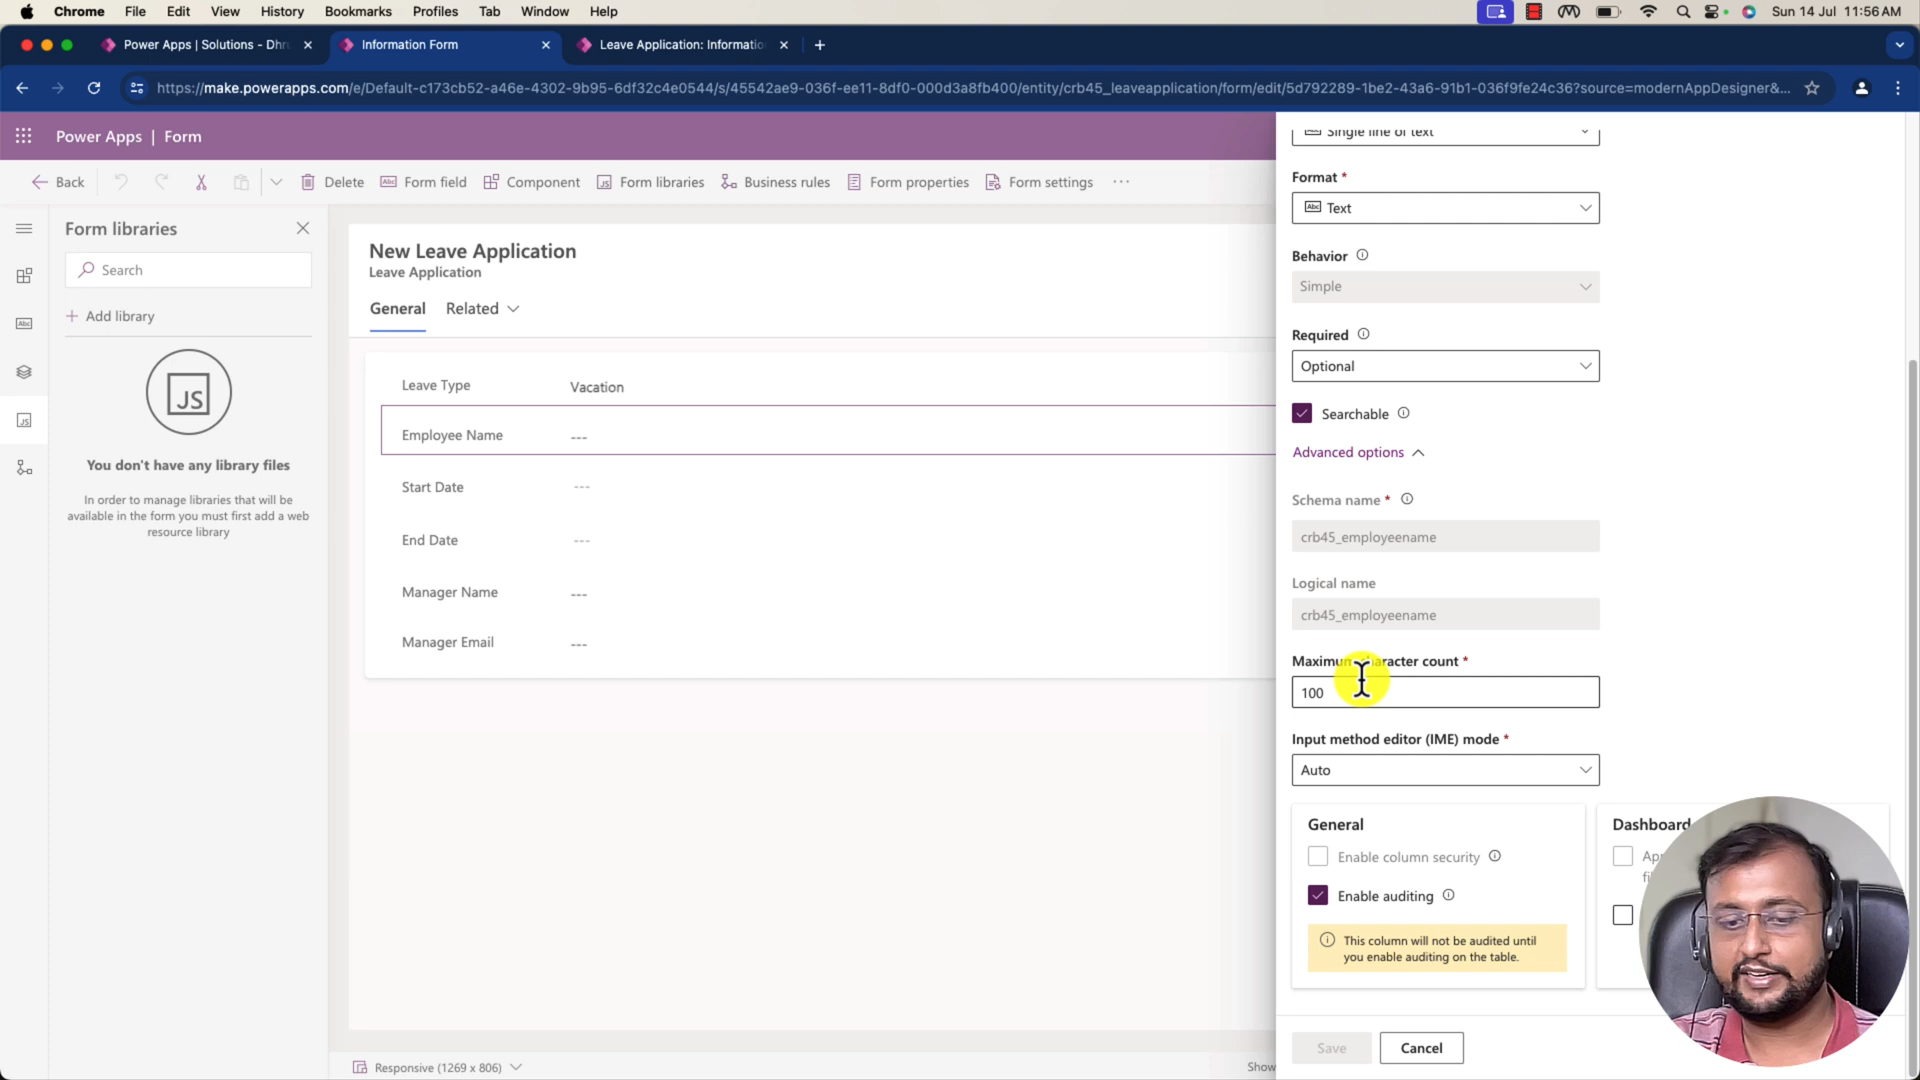 Chrome File Edit View History Bookmarks Profiles Tab Window Help Sun 14 Jul 11:56 AM
Power Apps | Solutions - Dhr Information Form Leave Application: Informatio
https://make.powerapps.com/e/Default-c173cb52-a46e-4302-9b95-6df32c4e0544/s/45542ae9-036f-ee11-8df0-000d3a8fb400/entity/crb45_leaveapplication/form/edit/5d792289-1be2-43a6-91b1-036f9fe24c36?source=modernAppDesigner&...
Power Apps | Form
Back Delete Form field Component Form libraries Business rules Form properties Form settings ...
Form libraries
Search
Add library
JS
You don't have any library files
In order to manage libraries that will be
available in the form you must first add a web
resource library
New Leave Application
Leave Application
General Related
Leave Type Vacation
Employee Name ---
Start Date ---
End Date ---
Manager Name ---
Manager Email ---
Responsive (1269 x 806) Show
Single line of text
Format *
Abc Text
Behavior
Simple
Required
Optional
Searchable
Advanced options
Schema name *
crb45_employeename
Logical name
crb45_employeename
Maximum character count *
100
Input method editor (IME) mode *
Auto
General
Enable column security
Enable auditing
This column will not be audited until
you enable auditing on the table.
Dashboard
Save Cancel